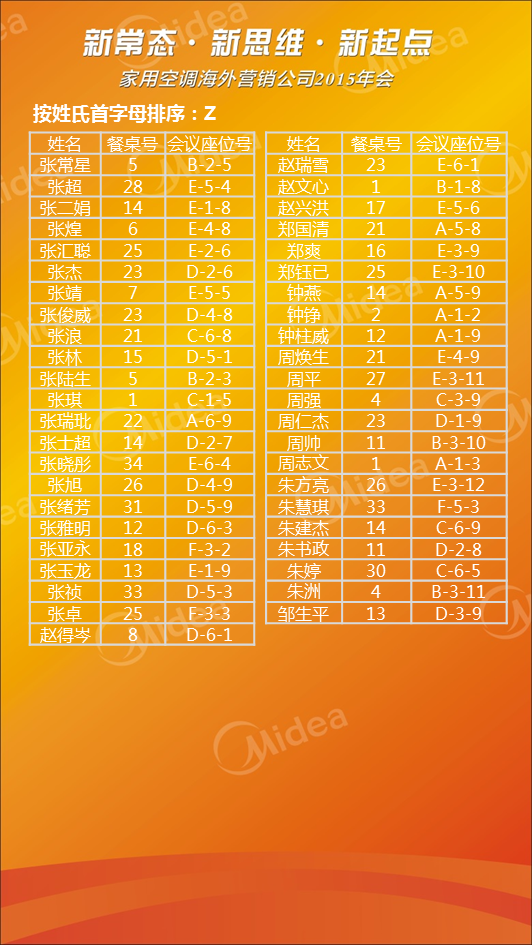 新常态·新思维·新起点
家用空调海外营销公司2015年会
按姓氏首字母排序：Z
姓名 餐桌号 会议座位号
张常星 5 B-2-5
张超 28 E-5-4
张二娟 14 E-1-8
张煌 6 E-4-8
张汇聪 25 E-2-6
张杰 23 D-2-6
张靖 7 E-5-5
张俊威 23 D-4-8
张浪 21 C-6-8
张林 15 D-5-1
张陆生 5 B-2-3
张琪 1 C-1-5
张瑞玭 22 A-6-9
张士超 14 D-2-7
张晓彤 34 E-6-4
张旭 26 D-4-9
张绪芳 31 D-5-9
张雅明 12 D-6-3
张亚永 18 F-3-2
张玉龙 13 E-1-9
张祯 33 D-5-3
张卓 25 F-3-3
赵得岑 8 D-6-1
姓名 餐桌号 会议座位号
赵瑞雪 23 E-6-1
赵文心 1 B-1-8
赵兴洪 17 E-5-6
郑国清 21 A-5-8
郑爽 16 E-3-9
郑钰已 25 E-3-10
钟燕 14 A-5-9
钟铮 2 A-1-2
钟柱威 12 A-1-9
周焕生 21 E-4-9
周平 27 E-3-11
周强 4 C-3-9
周仁杰 23 D-1-9
周帅 11 B-3-10
周志文 1 A-1-3
朱方亮 26 E-3-12
朱慧琪 33 F-5-3
朱建杰 14 C-6-9
朱书政 11 D-2-8
朱婷 30 C-6-5
朱洲 4 B-3-11
邹生平 13 D-3-9
Midea